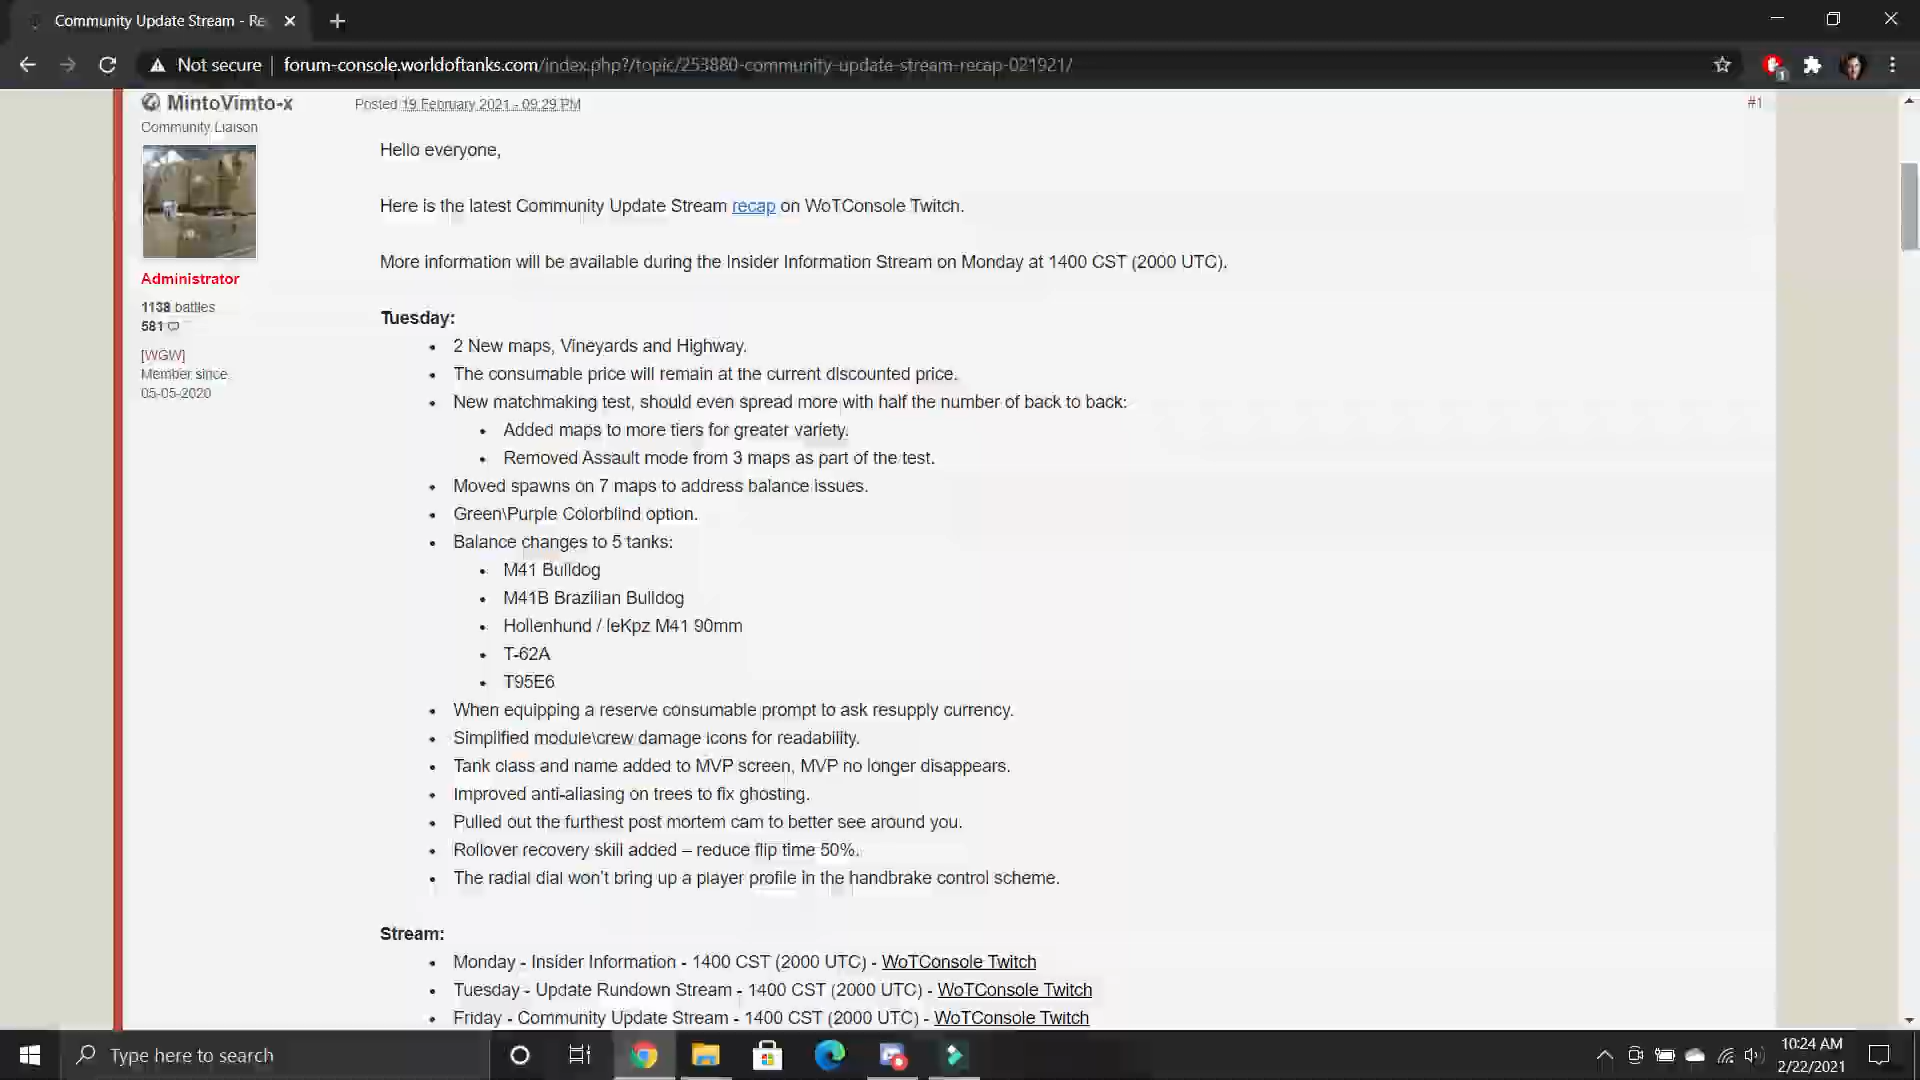 Community Update Stream - Re
Not secure
forum-console.worldoftanks.com/index.php?/topic/253880-community-update-stream-recap-021921/
1
MintoVimto-x
Posted 19 February 2021 - 09:29 PM
#1
Community Liaison
Administrator
1138 battles
581
[WGW]
Member since
05-05-2020
Hello everyone,
Here is the latest Community Update Stream recap on WoTConsole Twitch.
More information will be available during the Insider Information Stream on Monday at 1400 CST (2000 UTC).
Tuesday:
• 2 New maps, Vineyards and Highway.
• The consumable price will remain at the current discounted price.
• New matchmaking test, should even spread more with half the number of back to back:
• Added maps to more tiers for greater variety.
• Removed Assault mode from 3 maps as part of the test.
• Moved spawns on 7 maps to address balance issues.
• Green\Purple Colorblind option.
• Balance changes to 5 tanks:
• M41 Bulldog
• M41B Brazilian Bulldog
• Hollenhund / leKpz M41 90mm
• T-62A
• T95E6
• When equipping a reserve consumable prompt to ask resupply currency.
• Simplified module\crew damage icons for readability.
• Tank class and name added to MVP screen, MVP no longer disappears.
• Improved anti-aliasing on trees to fix ghosting.
• Pulled out the furthest post mortem cam to better see around you.
• Rollover recovery skill added – reduce flip time 50%.
• The radial dial won't bring up a player profile in the handbrake control scheme.
Stream:
• Monday - Insider Information - 1400 CST (2000 UTC) - WoTConsole Twitch
• Tuesday - Update Rundown Stream - 1400 CST (2000 UTC) - WoTConsole Twitch
• Friday - Community Update Stream - 1400 CST (2000 UTC) - WoTConsole Twitch
Type here to search
10:24 AM
2/22/2021